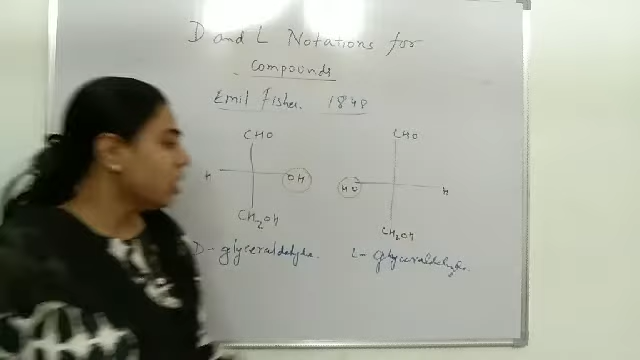 D and L Notations for
Compounds
Emil Fisher. 1848
CHO CHO
H OH HO H
CH2OH CH2OH
D- glyceraldehyde. L- glyceraldehyde.